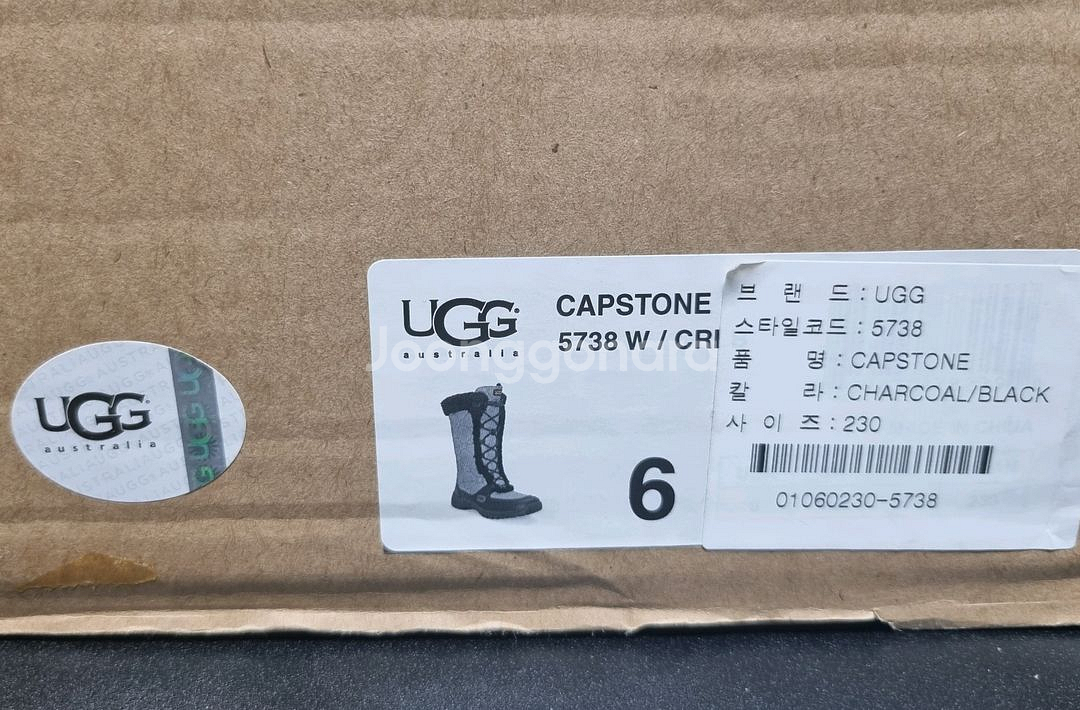 UGG
australia
UGG
australia
CAPSTONE
5738 W / CRI
6
브 랜 드 : UGG
스타일코드 : 5738
품 명 : CAPSTONE
칼 라 : CHARCOAL/BLACK
사 이 즈 : 230
01060230-5738
Joonggonara